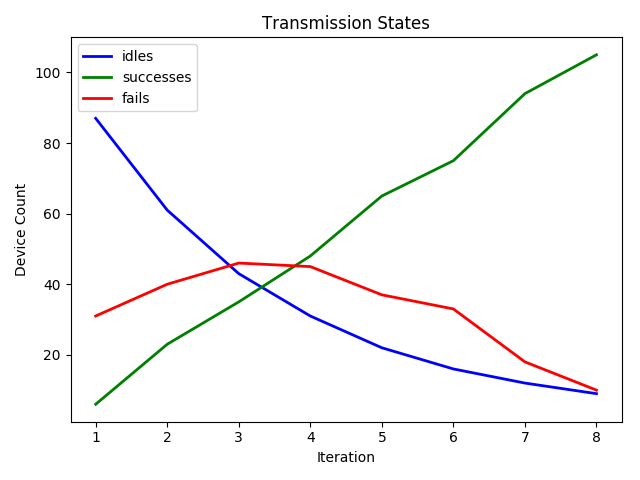 Transmission States
idles
successes
fails
Device Count
100
80
60
40
20
1 2 3 4 5 6 7 8
Iteration